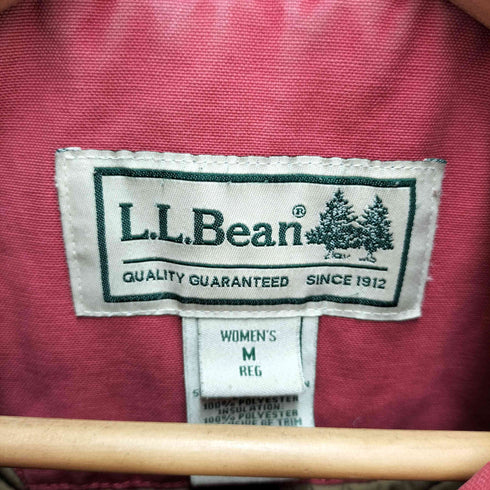 L.L.Bean®
QUALITY GUARANTEED SINCE 1912
WOMEN'S
M
REG
100% POLYESTER
INSULATION
100% POLYESTER